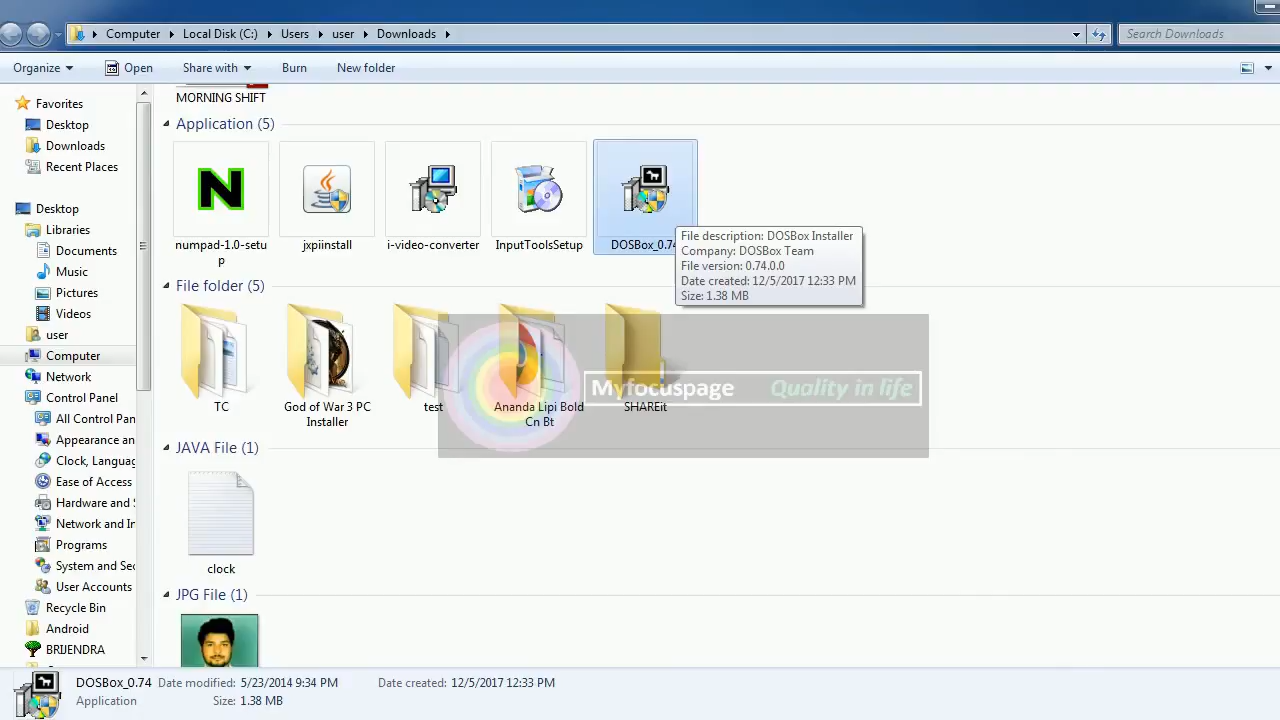 Computer Local Disk (C:) Users user Downloads
Search Downloads
Organize Open Share with Burn New folder
Favorites
Desktop
Downloads
Recent Places
Desktop
Libraries
Documents
Music
Pictures
Videos
user
Computer
Network
Control Panel
All Control Pan
Appearance an
Clock, Languag
Ease of Access
Hardware and S
Network and In
Programs
System and Sec
User Accounts
Recycle Bin
Android
BRIJENDRA
MORNING SHIFT
Application (5)
N
numpad-1.0-setu
p
jxpiinstall
i-video-converter
InputToolsSetup
DOSBox_0.74
File description: DOSBox Installer
Company: DOSBox Team
File version: 0.74.0.0
Date created: 12/5/2017 12:33 PM
Size: 1.38 MB
File folder (5)
TC
God of War 3 PC
Installer
test
Ananda Lipi Bold
Cn Bt
SHAREit
Myfocuspage Quality in life
JAVA File (1)
clock
JPG File (1)
DOSBox_0.74 Date modified: 5/23/2014 9:34 PM Date created: 12/5/2017 12:33 PM
Application Size: 1.38 MB